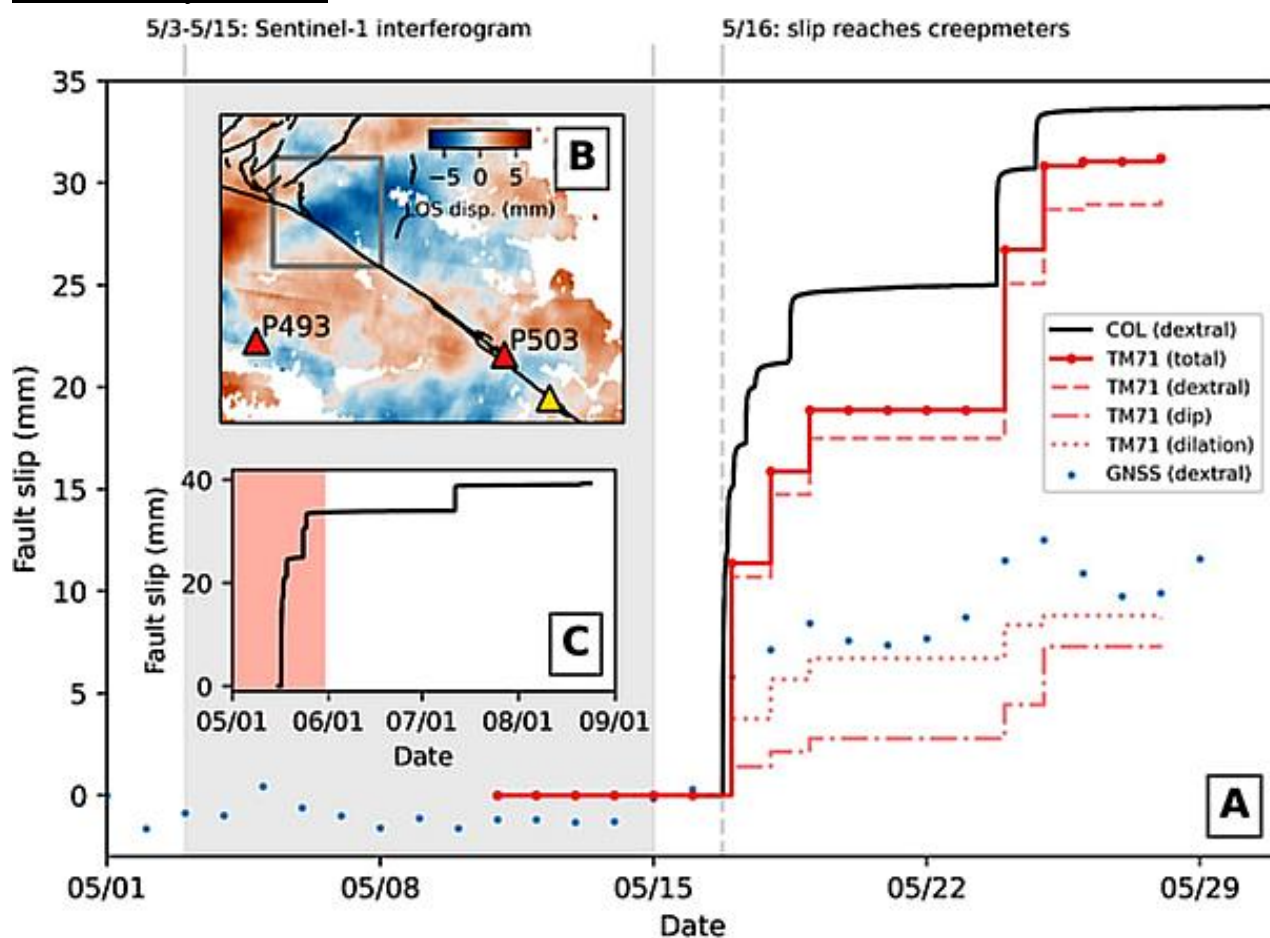 5/3-5/15: Sentinel-1 interferogram
5/16: slip reaches creepmeters
35
30
25
20
15
10
5
0
Fault slip (mm)
B
−5 0 5
LOS disp. (mm)
P493
P503
COL (dextral)
TM71 (total)
TM71 (dextral)
TM71 (dip)
TM71 (dilation)
GNSS (dextral)
40
20
0
Fault slip (mm)
C
05/01 06/01 07/01 08/01 09/01
Date
A
05/01 05/08 05/15 05/22 05/29
Date